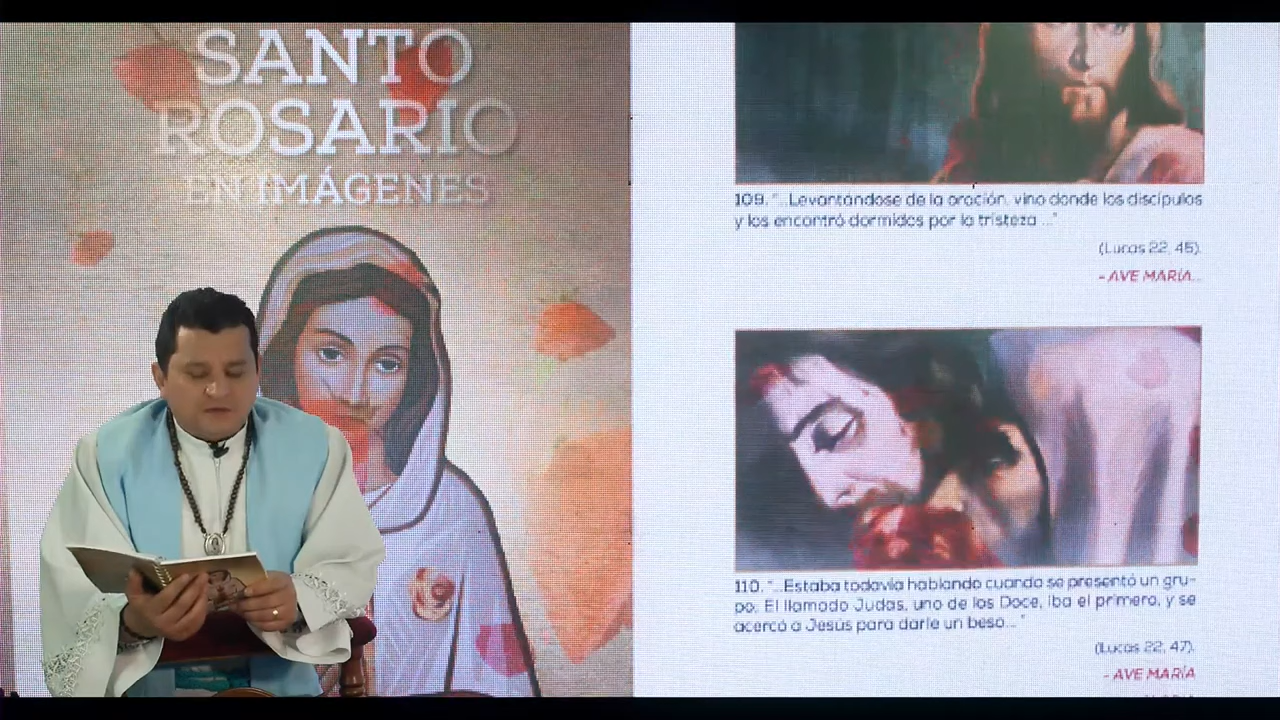 SANTO
ROSARIO
EN IMÁGENES
109. "...Levantándose de la oración, vino donde los discípulos
y los encontró dormidos por la tristeza ..."
(Lucas 22, 45).
- AVE MARÍA...
110. "...Estaba todavía hablando cuando se presentó un gru-
po; El llamado Judas, uno de los Doce, iba el primero, y se
acercó a Jesús para darle un beso... "
(Lucas 22, 47).
- AVE MARÍA